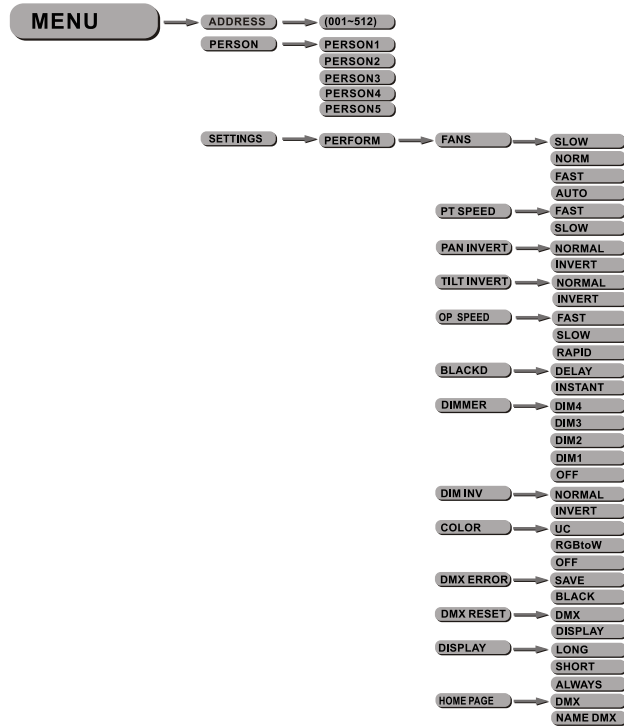 MENU
ADDRESS (001~512)
PERSON PERSON1
PERSON2
PERSON3
PERSON4
PERSON5
SETTINGS PERFORM FANS SLOW
NORM
FAST
AUTO
PT SPEED FAST
SLOW
PAN INVERT NORMAL
INVERT
TILT INVERT NORMAL
INVERT
OP SPEED FAST
SLOW
RAPID
BLACKD DELAY
INSTANT
DIMMER DIM4
DIM3
DIM2
DIM1
OFF
DIM INV NORMAL
INVERT
COLOR UC
RGBtoW
OFF
DMX ERROR SAVE
BLACK
DMX RESET DMX
DISPLAY
DISPLAY LONG
SHORT
ALWAYS
HOME PAGE DMX
NAME DMX